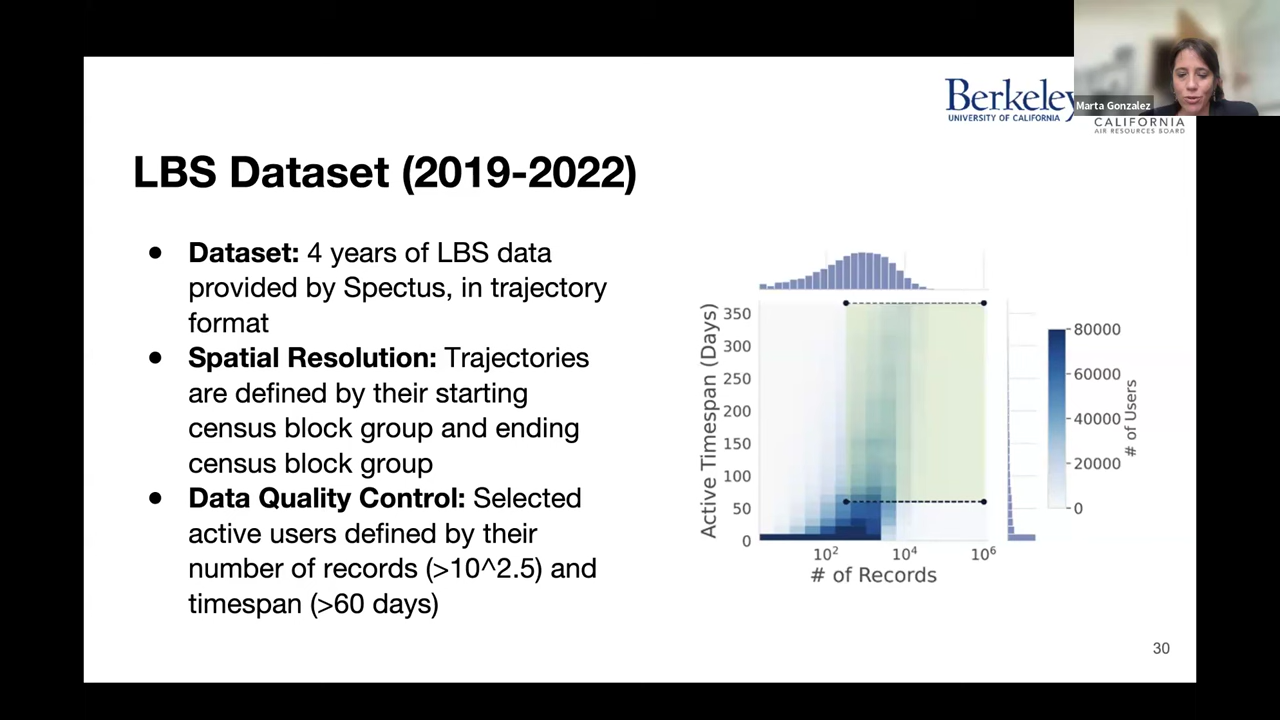 Berkeley
UNIVERSITY OF CALIFORNIA
Marta Gonzalez
CALIFORNIA
AIR RESOURCES BOARD
LBS Dataset (2019-2022)
● Dataset: 4 years of LBS data
provided by Spectus, in trajectory
format
● Spatial Resolution: Trajectories
are defined by their starting
census block group and ending
census block group
● Data Quality Control: Selected
active users defined by their
number of records (>10^2.5) and
timespan (>60 days)
Active Timespan (Days)
350
300
250
200
150
100
50
0
10² 10⁴ 10⁶
# of Records
80000
60000
40000
20000
0
# of Users
30